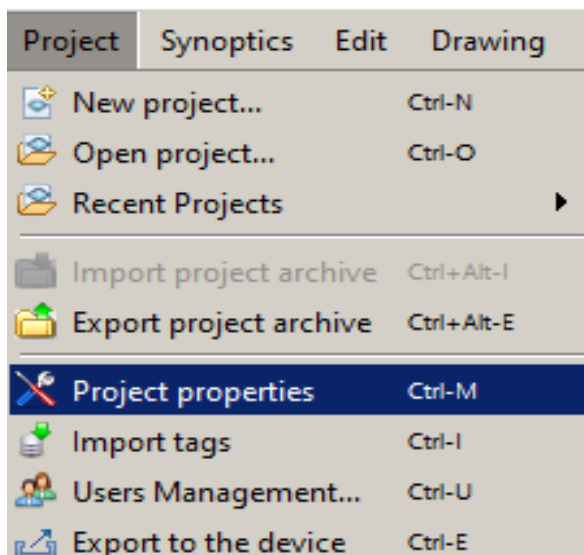 Project Synoptics Edit Drawing
New project... Ctrl-N
Open project... Ctrl-O
Recent Projects
Import project archive Ctrl+Alt-I
Export project archive Ctrl+Alt-E
Project properties Ctrl-M
Import tags Ctrl-I
Users Management... Ctrl-U
Export to the device Ctrl-E